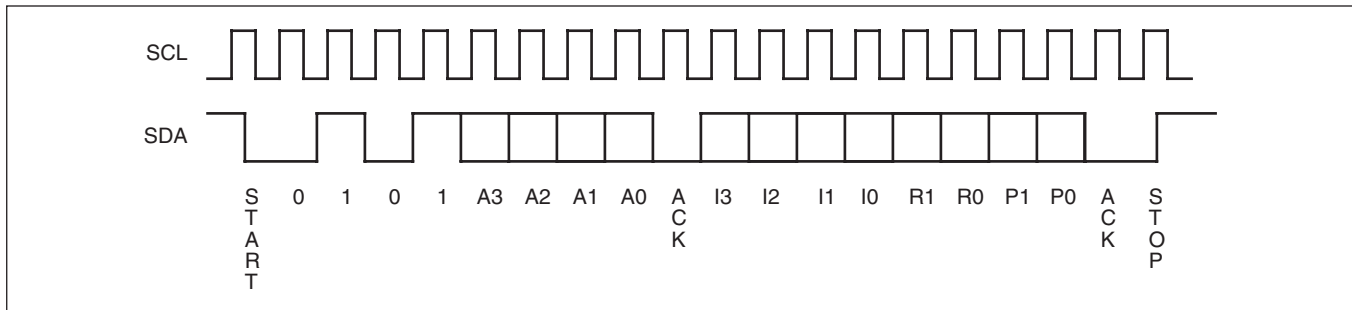 SCL
SDA
START 0 1 0 1 A3 A2 A1 A0 ACK I3 I2 I1 I0 R1 R0 P1 P0 ACK STOP